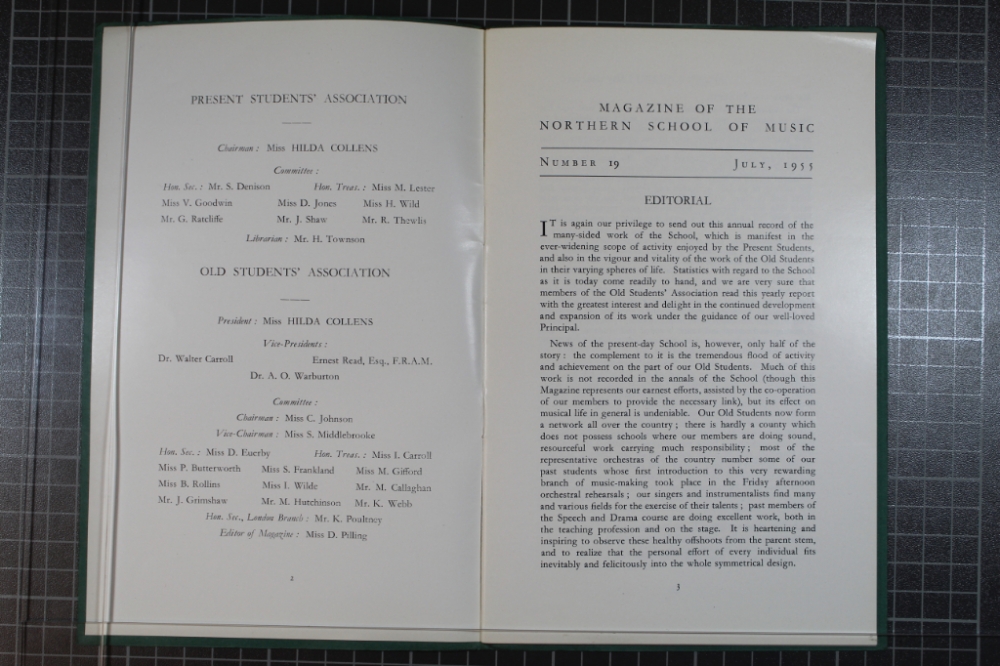 PRESENT STUDENTS' ASSOCIATION
Chairman : Miss HILDA COLLENS
Committee :
Hon. Sec. : Mr. S. Denison Hon. Treas. : Miss M. Lester
Miss V. Goodwin Miss D. Jones Miss H. Wild
Mr. G. Ratcliffe Mr. J. Shaw Mr. R. Thewlis
Librarian : Mr. H. Townson
OLD STUDENTS' ASSOCIATION
President : Miss HILDA COLLENS
Vice-Presidents :
Dr. Walter Carroll Ernest Read, Esq., F.R.A.M.
Dr. A. O. Warburton
Committee :
Chairman : Miss C. Johnson
Vice-Chairman : Miss S. Middlebrooke
Hon. Sec. : Miss D. Euerby Hon. Treas. : Miss I. Carroll
Miss P. Butterworth Miss S. Frankland Miss M. Gifford
Miss B. Rollins Miss I. Wilde Mr. M. Callaghan
Mr. J. Grimshaw Mr. M. Hutchinson Mr. K. Webb
Hon. Sec., London Branch : Mr. K. Pealtney
Editor of Magazine : Miss D. Pilling
2
MAGAZINE OF THE
NORTHERN SCHOOL OF MUSIC
NUMBER 19 JULY, 1955
EDITORIAL
IT is again our privilege to send out this annual record of the
many-sided work of the School, which is manifest in the
ever-widening scope of activity enjoyed by the Present Students,
and also in the vigour and vitality of the work of the Old Students
in their varying spheres of life. Statistics with regard to the School
as it is today come readily to hand, and we are very sure that
members of the Old Students' Association read this yearly report
with the greatest interest and delight in the continued development
and expansion of its work under the guidance of our well-loved
Principal.
News of the present-day School is, however, only half of the
story : the complement to it is the tremendous flood of activity
and achievement on the part of our Old Students. Much of this
work is not recorded in the annals of the School (though this
Magazine represents our earnest efforts, assisted by the co-operation
of our members to provide the necessary link), but its effect on
musical life in general is undeniable. Our Old Students now form
a network all over the country ; there is hardly a county which
does not possess schools where our members are doing sound,
resourceful work carrying much responsibility ; most of the
representative orchestras of the country number some of our
past students whose first introduction to this very rewarding
branch of music-making took place in the Friday afternoon
orchestral rehearsals ; our singers and instrumentalists find many
and various fields for the exercise of their talents ; past members of
the Speech and Drama course are doing excellent work, both in
the teaching profession and on the stage. It is heartening and
inspiring to observe these healthy offshoots from the parent stem,
and to realize that the personal effort of every individual fits
inevitably and felicitously into the whole symmetrical design.
3